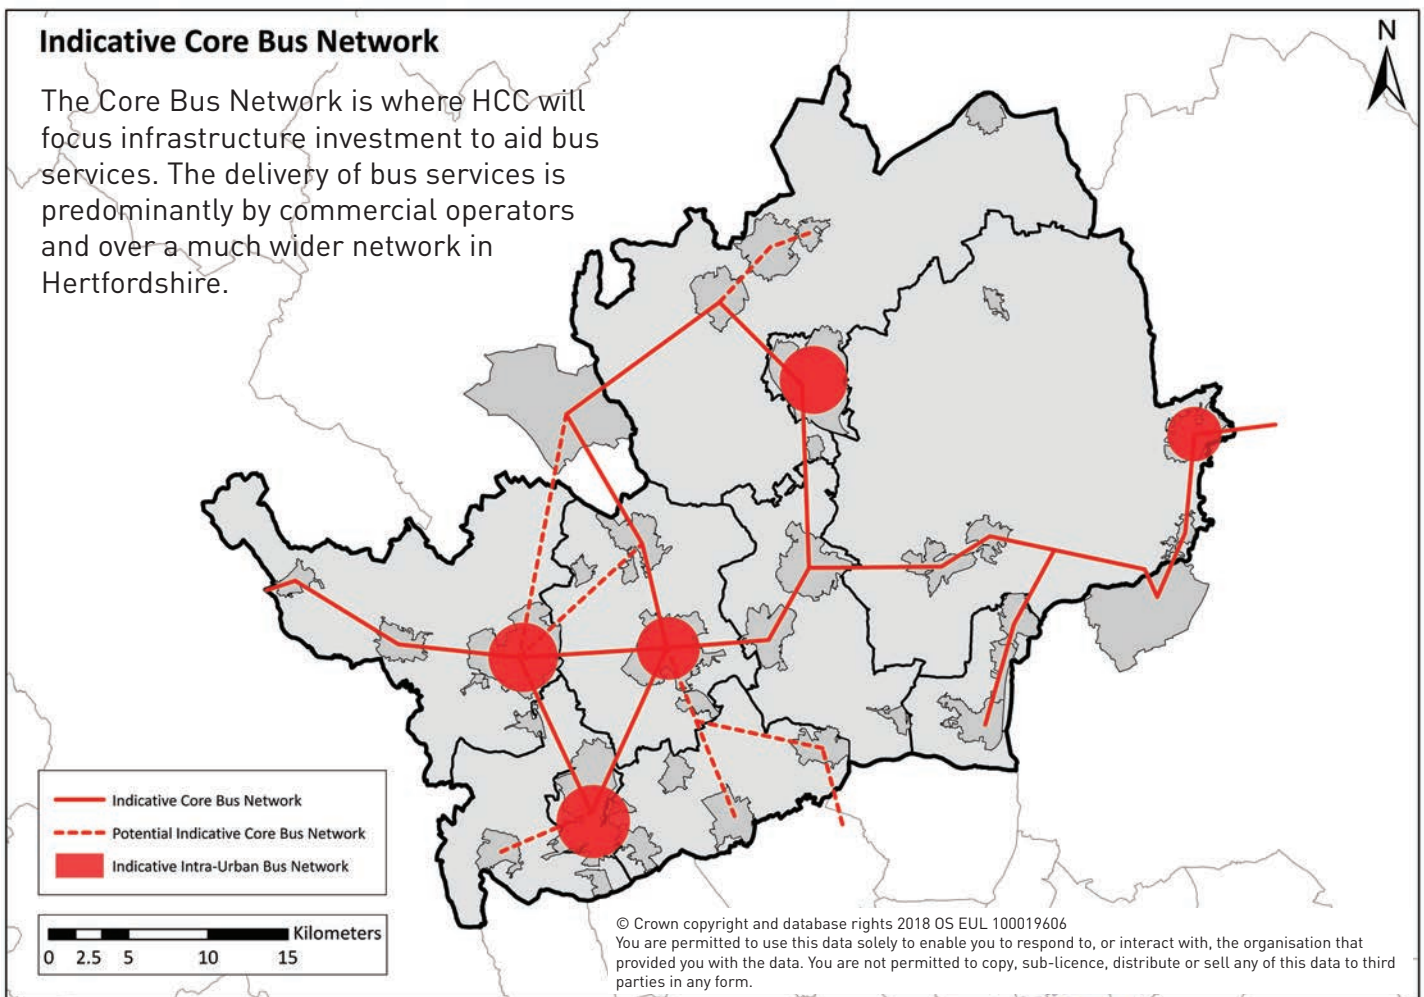 Indicative Core Bus Network
N
The Core Bus Network is where HCC will
focus infrastructure investment to aid bus
services. The delivery of bus services is
predominantly by commercial operators
and over a much wider network in
Hertfordshire.
Indicative Core Bus Network
Potential Indicative Core Bus Network
Indicative Intra-Urban Bus Network
Kilometers
0 2.5 5 10 15
© Crown copyright and database rights 2018 OS EUL 100019606
You are permitted to use this data solely to enable you to respond to, or interact with, the organisation that
provided you with the data. You are not permitted to copy, sub-licence, distribute or sell any of this data to third
parties in any form.